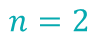 n = 2